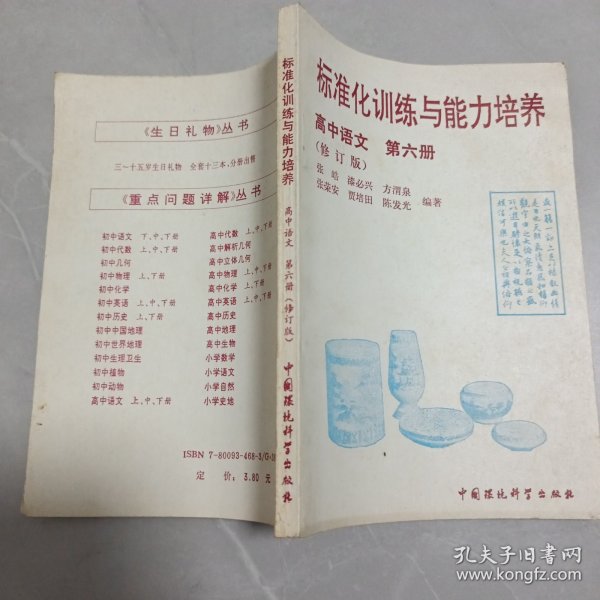 标准化训练与能力培养
高中语文 第六册
(修订版)
张皓 漆必兴 方渭泉
张荣安 贾培田 陈发光 编著
中国环境科学出版社
标准化训练与能力培养
高中语文 第六册(修订版)
中国环境科学出版社
《生日礼物》丛书
三~十五岁生日礼物 全套十三本,分册出售
《重点问题详解》丛书
初中语文 上、中、下册 高中代数 上、中、下册
初中代数 上、中、下册 高中解析几何
初中几何 高中立体几何
初中物理 上、下册 高中物理 上、中、下册
初中化学 高中化学 上、下册
初中英语 上、中、下册 高中英语 上、中、下册
初中历史 上、下册 高中历史
初中中国地理 高中地理
初中世界地理 高中生物
初中生理卫生 小学数学
初中植物 小学语文
初中动物 小学自然
高中语文 上、中、下册 小学史地
ISBN 7-80093-468-3/G·
定 价: 3.80 元
孔夫子旧书网
www.kongfz.com